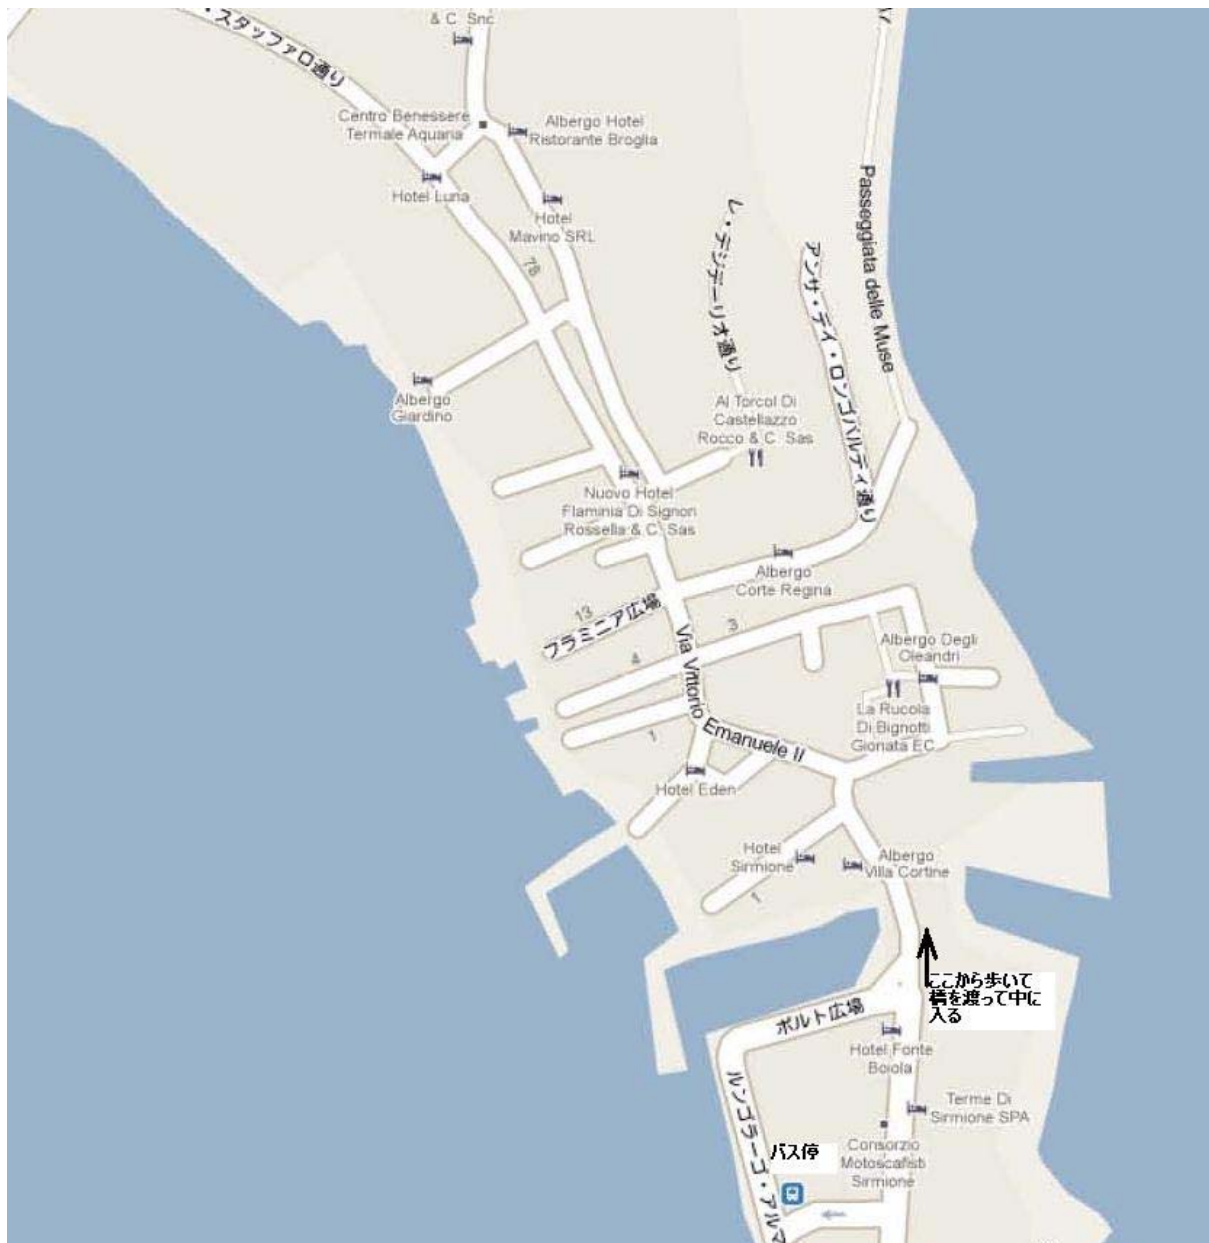 & C. Snc
・スタッファロ通り
Centro Benessere
Termale Aquaria
Albergo Hotel
Ristorante Broglia
Hotel Luna
Hotel
Mavino SRL
78
レ・デジデーリオ通り
アンサ・デイ・ロンゴバルディ通り
Passeggiata delle Muse
Albergo
Giardino
Al Torcol Di
Castellazzo
Rocco & C. Sas
Nuovo Hotel
Flaminia Di Signori
Rossella & C. Sas
Albergo
Corte Regina
13
フラミニア広場
3
4
Via Vittorio Emanuele II
Albergo Degli
Oleandri
La Rucola
Di Bignotti
Gionata EC
1
Hotel Eden
Hotel
Sirmione
Albergo
Villa Cortine
1
ここから歩いて
橋を渡って中に
入る
ポルト広場
Hotel Fonte
Boiola
ルンゴラーゴ・アルマ
Terme Di
Sirmione SPA
バス停
Consorzio
Motoscafisti
Sirmione